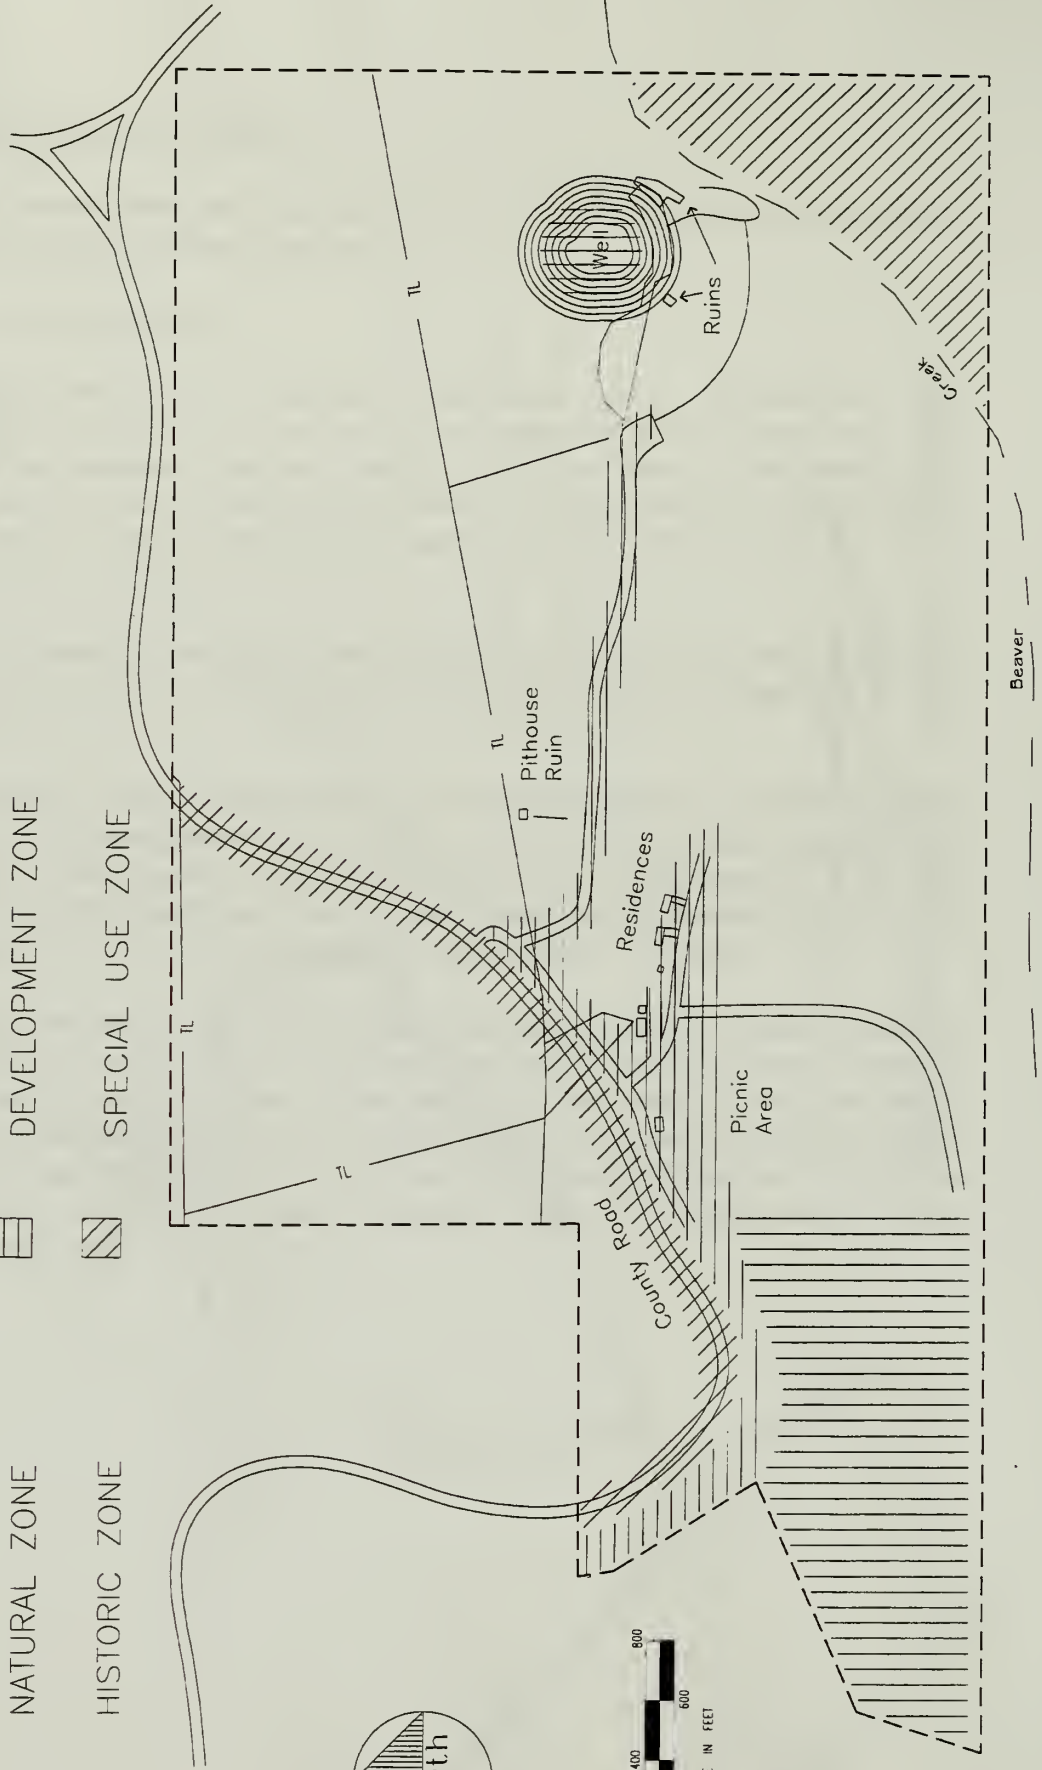 NATURAL ZONE
HISTORIC ZONE
DEVELOPMENT ZONE
SPECIAL USE ZONE
TL
TL
TL
TL
Well
Ruins
Pithouse
Ruin
Residences
Picnic
Area
County Road
Beaver
Creek
th
400
600
800
IN FEET